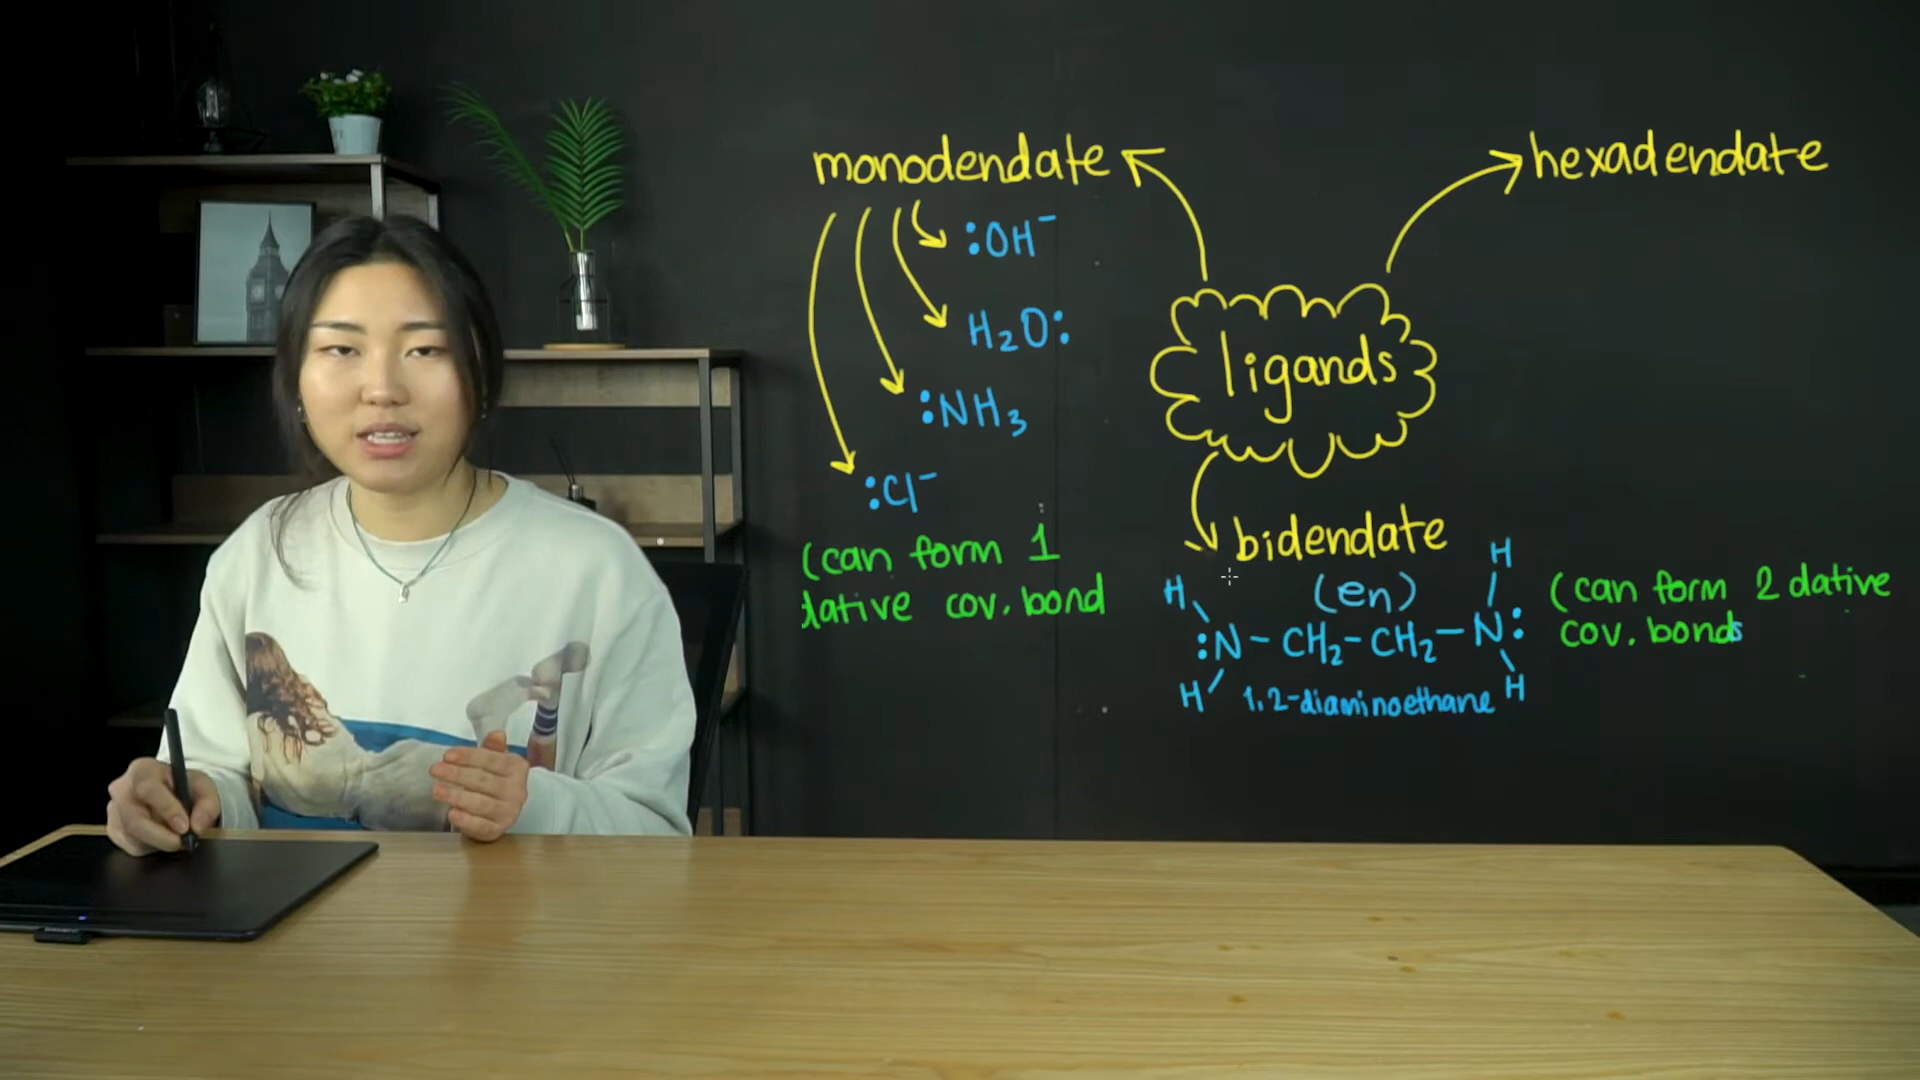 monodendate
:OH⁻
H₂O:
:NH₃
:Cl⁻
(can form 1
dative cov. bond
ligands
hexadendate
bidendate
(en)
H H
:N-CH₂-CH₂-N:
H H
1,2-diaminoethane
(can form 2 dative
cov. bonds